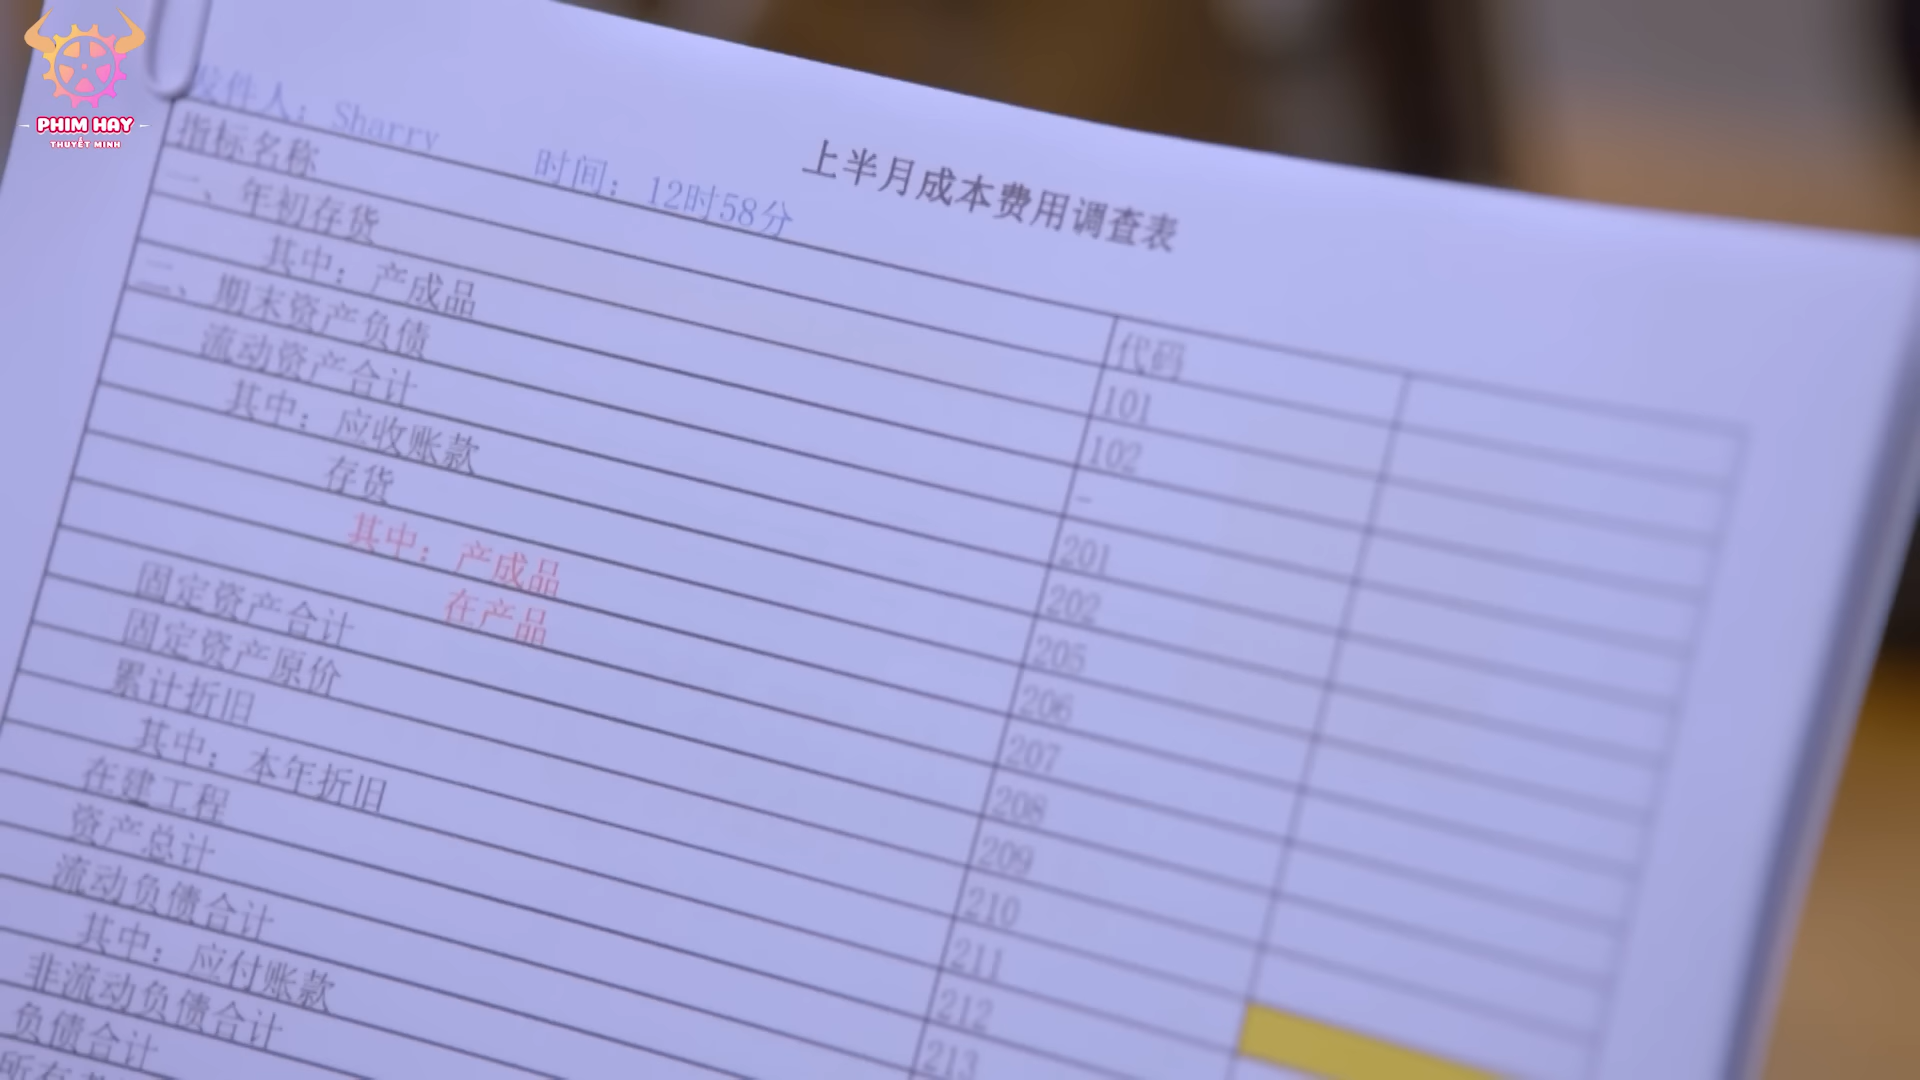 PHIM HAY
THUYẾT MINH
发件人：Sharry
时间：12时58分
上半月成本费用调查表
指标名称
代码
一、年初存货
101
其中：产成品
102
二、期末资产负债
-
流动资产合计
201
其中：应收账款
202
存货
205
其中：产成品
206
在产品
207
固定资产合计
208
固定资产原价
209
累计折旧
210
其中：本年折旧
211
在建工程
212
资产总计
213
流动负债合计
其中：应付账款
非流动负债合计
负债合计